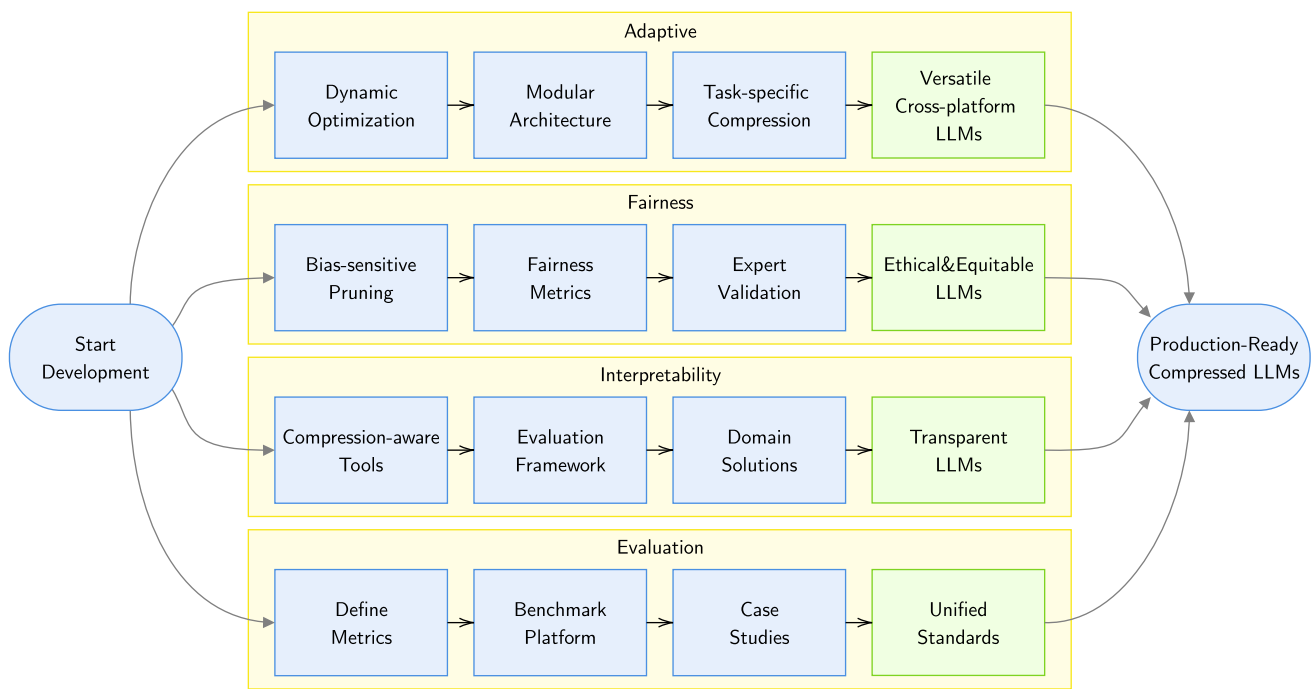 Adaptive
Dynamic
Optimization
Modular
Architecture
Task-specific
Compression
Versatile
Cross-platform
LLMs
Fairness
Bias-sensitive
Pruning
Fairness
Metrics
Expert
Validation
Ethical&Equitable
LLMs
Start
Development
Production-Ready
Compressed LLMs
Interpretability
Compression-aware
Tools
Evaluation
Framework
Domain
Solutions
Transparent
LLMs
Evaluation
Define
Metrics
Benchmark
Platform
Case
Studies
Unified
Standards